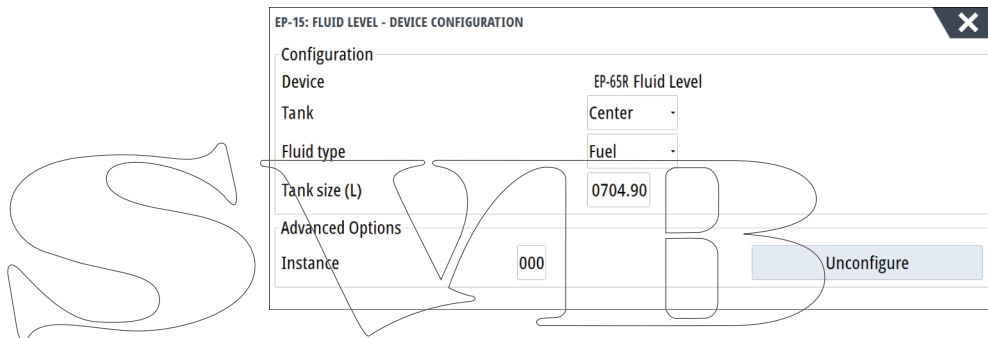 EP-15: FLUID LEVEL - DEVICE CONFIGURATION
Configuration
Device EP-65R Fluid Level
Tank Center
Fluid type Fuel
Tank size (L) 0704.90
Advanced Options
Instance 000 Unconfigure
SVB